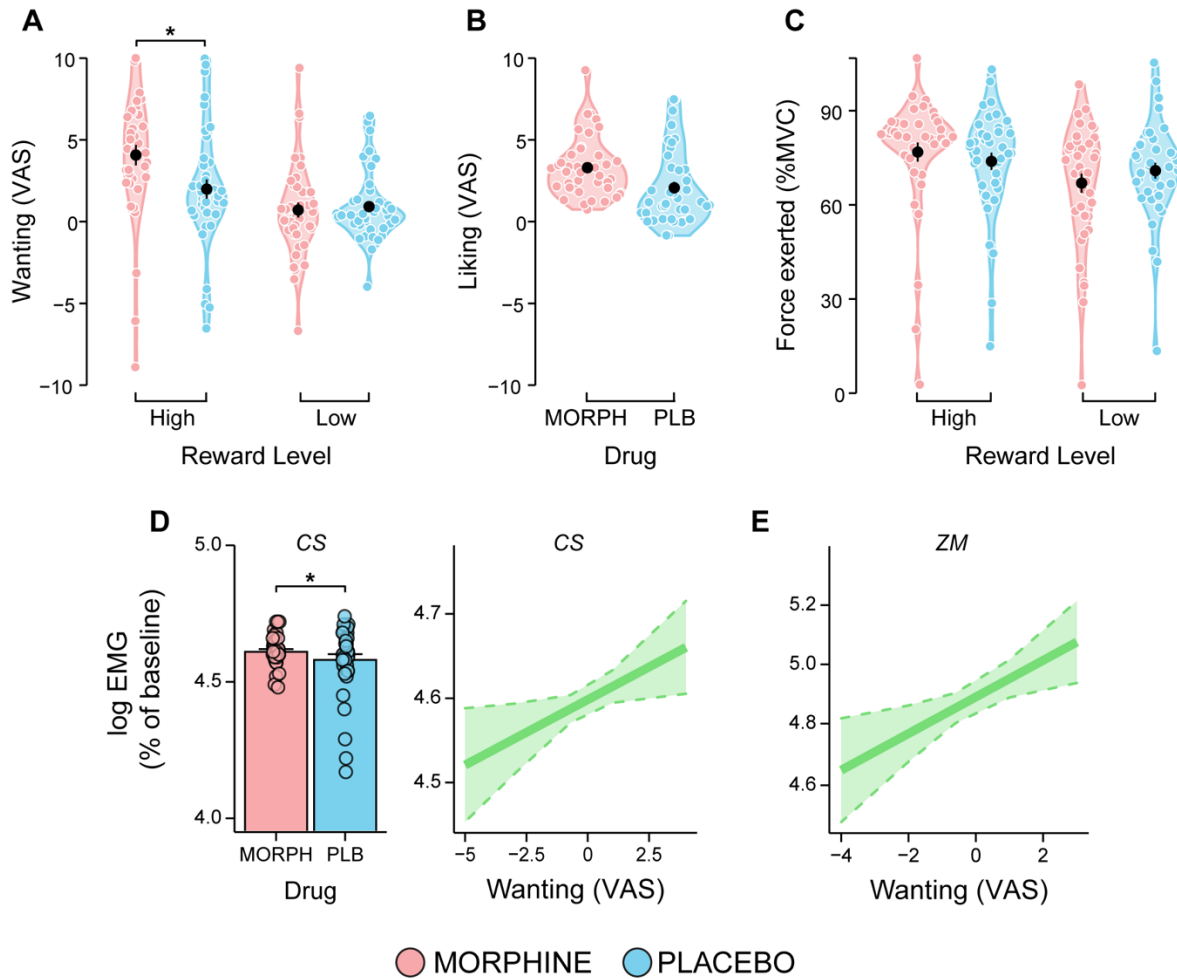 A
*
Wanting (VAS)
10
5
0
−5
−10
High
Low
Reward Level
B
Liking (VAS)
10
5
0
−5
−10
MORPH
PLB
Drug
C
Force exerted (%MVC)
90
60
30
0
High
Low
Reward Level
D
CS
*
log EMG
(% of baseline)
5.0
4.5
4.0
MORPH
PLB
Drug
CS
4.7
4.6
4.5
−5
−2.5
0
2.5
Wanting (VAS)
E
ZM
5.2
5.0
4.8
4.6
−4
−2
0
2
Wanting (VAS)
MORPHINE
PLACEBO